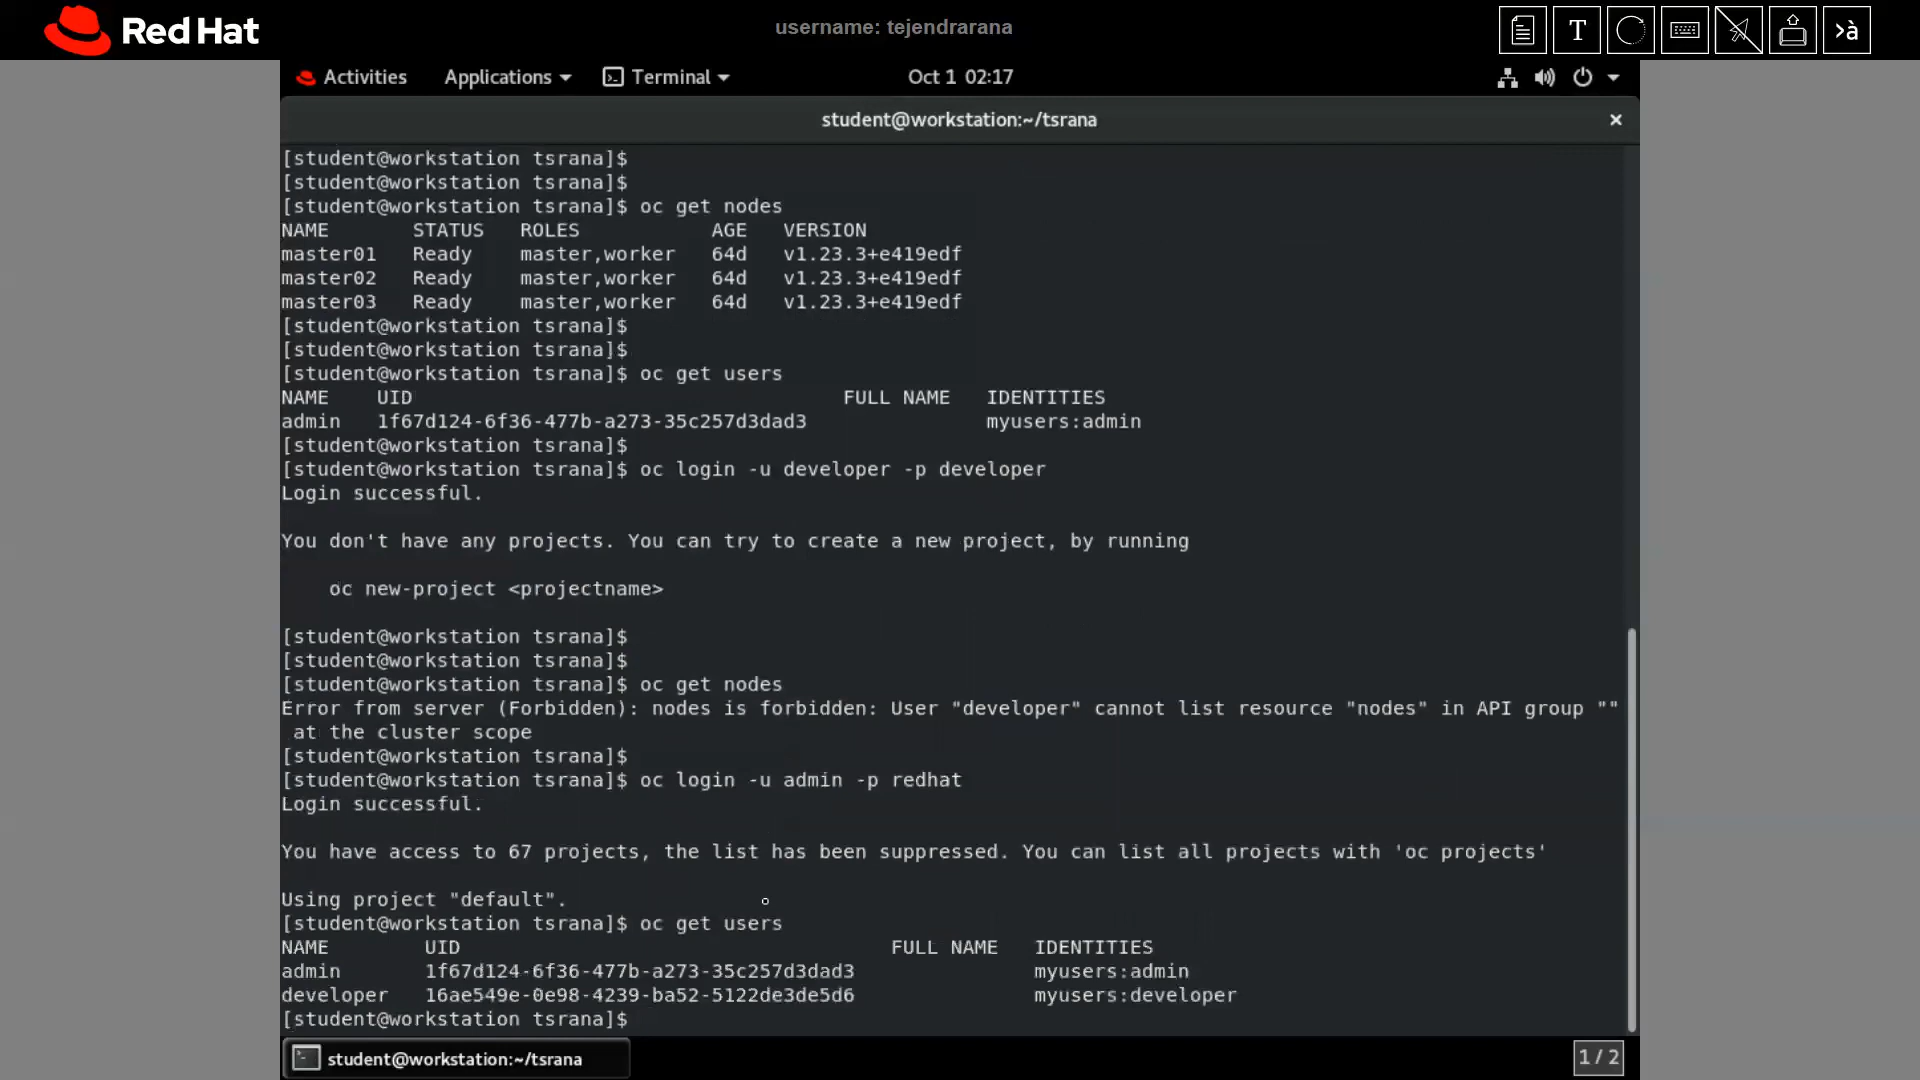 Red Hat
username: tejendrarana
T
>à
Activities Applications Terminal Oct 1 02:17
student@workstation:~/tsrana ×
[student@workstation tsrana]$
[student@workstation tsrana]$
[student@workstation tsrana]$ oc get nodes
NAME STATUS ROLES AGE VERSION
master01 Ready master,worker 64d v1.23.3+e419edf
master02 Ready master,worker 64d v1.23.3+e419edf
master03 Ready master,worker 64d v1.23.3+e419edf
[student@workstation tsrana]$
[student@workstation tsrana]$
[student@workstation tsrana]$ oc get users
NAME UID FULL NAME IDENTITIES
admin 1f67d124-6f36-477b-a273-35c257d3dad3 myusers:admin
[student@workstation tsrana]$
[student@workstation tsrana]$ oc login -u developer -p developer
Login successful.
You don't have any projects. You can try to create a new project, by running
oc new-project <projectname>
[student@workstation tsrana]$
[student@workstation tsrana]$
[student@workstation tsrana]$ oc get nodes
Error from server (Forbidden): nodes is forbidden: User "developer" cannot list resource "nodes" in API group ""
at the cluster scope
[student@workstation tsrana]$
[student@workstation tsrana]$ oc login -u admin -p redhat
Login successful.
You have access to 67 projects, the list has been suppressed. You can list all projects with 'oc projects'
Using project "default".
[student@workstation tsrana]$ oc get users
NAME UID FULL NAME IDENTITIES
admin 1f67d124-6f36-477b-a273-35c257d3dad3 myusers:admin
developer 16ae549e-0e98-4239-ba52-5122de3de5d6 myusers:developer
[student@workstation tsrana]$
student@workstation:~/tsrana 1 / 2